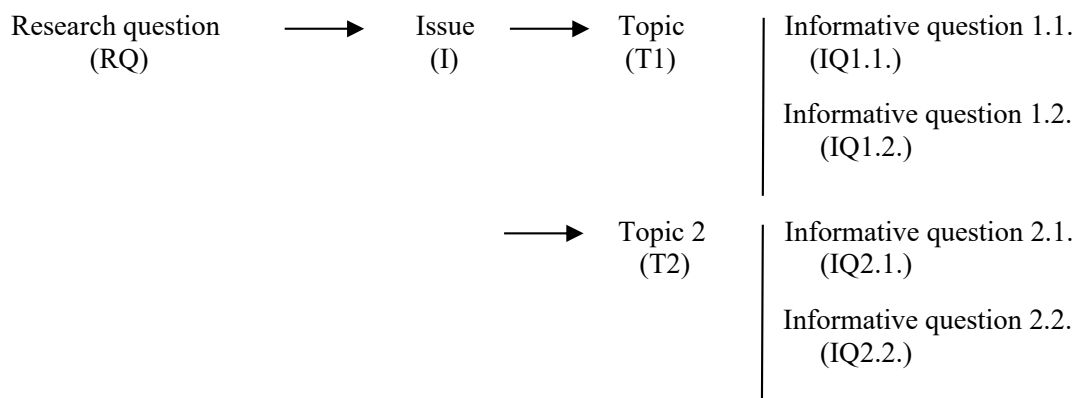 Research question Issue Topic Informative question 1.1.
(RQ) (I) (T1) (IQ1.1.)
Informative question 1.2.
(IQ1.2.)
Topic 2 Informative question 2.1.
(T2) (IQ2.1.)
Informative question 2.2.
(IQ2.2.)